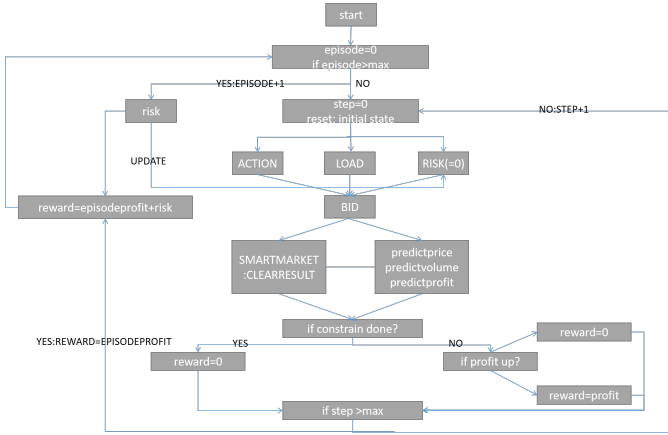 start
episode=0
if episode>max
YES:EPISODE+1
NO
risk
step=0
reset: initial state
NO:STEP+1
UPDATE
ACTION
LOAD
RISK(=0)
reward=episodeprofit+risk
BID
SMARTMARKET
:CLEARRESULT
predictprice
predictvolume
predictprofit
if constrain done?
YES:REWARD=EPISODEPROFIT
YES
NO
reward=0
if profit up?
reward=0
reward=profit
if step >max